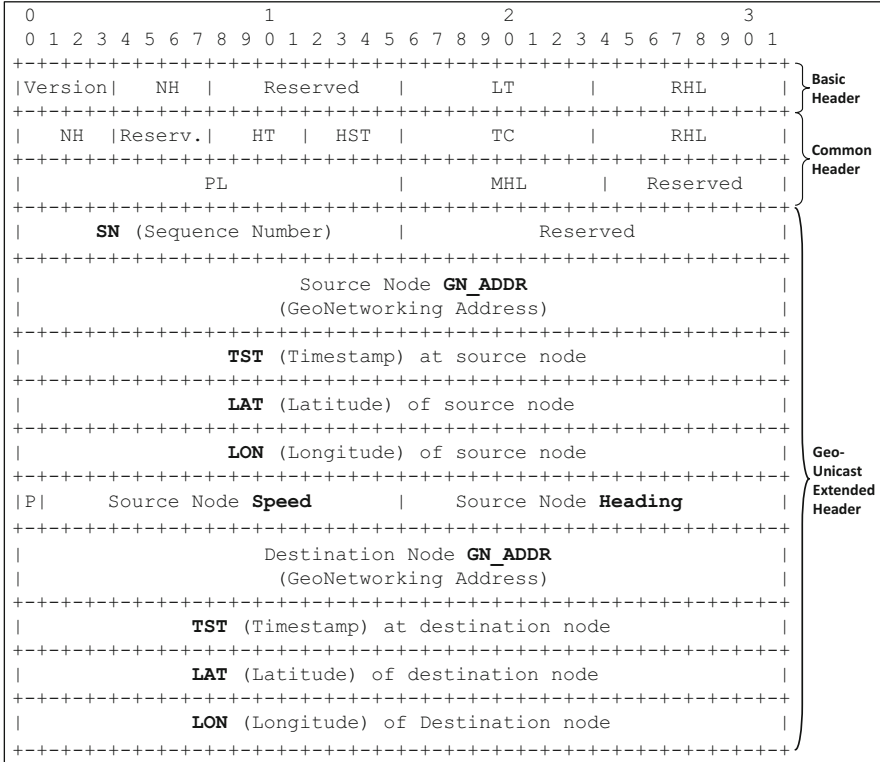 0 1 2 3
0 1 2 3 4 5 6 7 8 9 0 1 2 3 4 5 6 7 8 9 0 1 2 3 4 5 6 7 8 9 0 1
+-+-+-+-+-+-+-+-+-+-+-+-+-+-+-+-+-+-+-+-+-+-+-+-+-+-+-+-+-+-+-+-+
|Version| NH | Reserved | LT | RHL |
+-+-+-+-+-+-+-+-+-+-+-+-+-+-+-+-+-+-+-+-+-+-+-+-+-+-+-+-+-+-+-+-+
| NH |Reserv.| HT | HST | TC | RHL |
+-+-+-+-+-+-+-+-+-+-+-+-+-+-+-+-+-+-+-+-+-+-+-+-+-+-+-+-+-+-+-+-+
| PL | MHL | Reserved |
+-+-+-+-+-+-+-+-+-+-+-+-+-+-+-+-+-+-+-+-+-+-+-+-+-+-+-+-+-+-+-+-+
| SN (Sequence Number) | Reserved |
+-+-+-+-+-+-+-+-+-+-+-+-+-+-+-+-+-+-+-+-+-+-+-+-+-+-+-+-+-+-+-+-+
| Source Node GN_ADDR |
| (GeoNetworking Address) |
+-+-+-+-+-+-+-+-+-+-+-+-+-+-+-+-+-+-+-+-+-+-+-+-+-+-+-+-+-+-+-+-+
| TST (Timestamp) at source node |
+-+-+-+-+-+-+-+-+-+-+-+-+-+-+-+-+-+-+-+-+-+-+-+-+-+-+-+-+-+-+-+-+
| LAT (Latitude) of source node |
+-+-+-+-+-+-+-+-+-+-+-+-+-+-+-+-+-+-+-+-+-+-+-+-+-+-+-+-+-+-+-+-+
| LON (Longitude) of source node |
+-+-+-+-+-+-+-+-+-+-+-+-+-+-+-+-+-+-+-+-+-+-+-+-+-+-+-+-+-+-+-+-+
|P| Source Node Speed | Source Node Heading |
+-+-+-+-+-+-+-+-+-+-+-+-+-+-+-+-+-+-+-+-+-+-+-+-+-+-+-+-+-+-+-+-+
| Destination Node GN_ADDR |
| (GeoNetworking Address) |
+-+-+-+-+-+-+-+-+-+-+-+-+-+-+-+-+-+-+-+-+-+-+-+-+-+-+-+-+-+-+-+-+
| TST (Timestamp) at destination node |
+-+-+-+-+-+-+-+-+-+-+-+-+-+-+-+-+-+-+-+-+-+-+-+-+-+-+-+-+-+-+-+-+
| LAT (Latitude) of destination node |
+-+-+-+-+-+-+-+-+-+-+-+-+-+-+-+-+-+-+-+-+-+-+-+-+-+-+-+-+-+-+-+-+
| LON (Longitude) of Destination node |
+-+-+-+-+-+-+-+-+-+-+-+-+-+-+-+-+-+-+-+-+-+-+-+-+-+-+-+-+-+-+-+-+
Basic
Header
Common
Header
Geo-
Unicast
Extended
Header